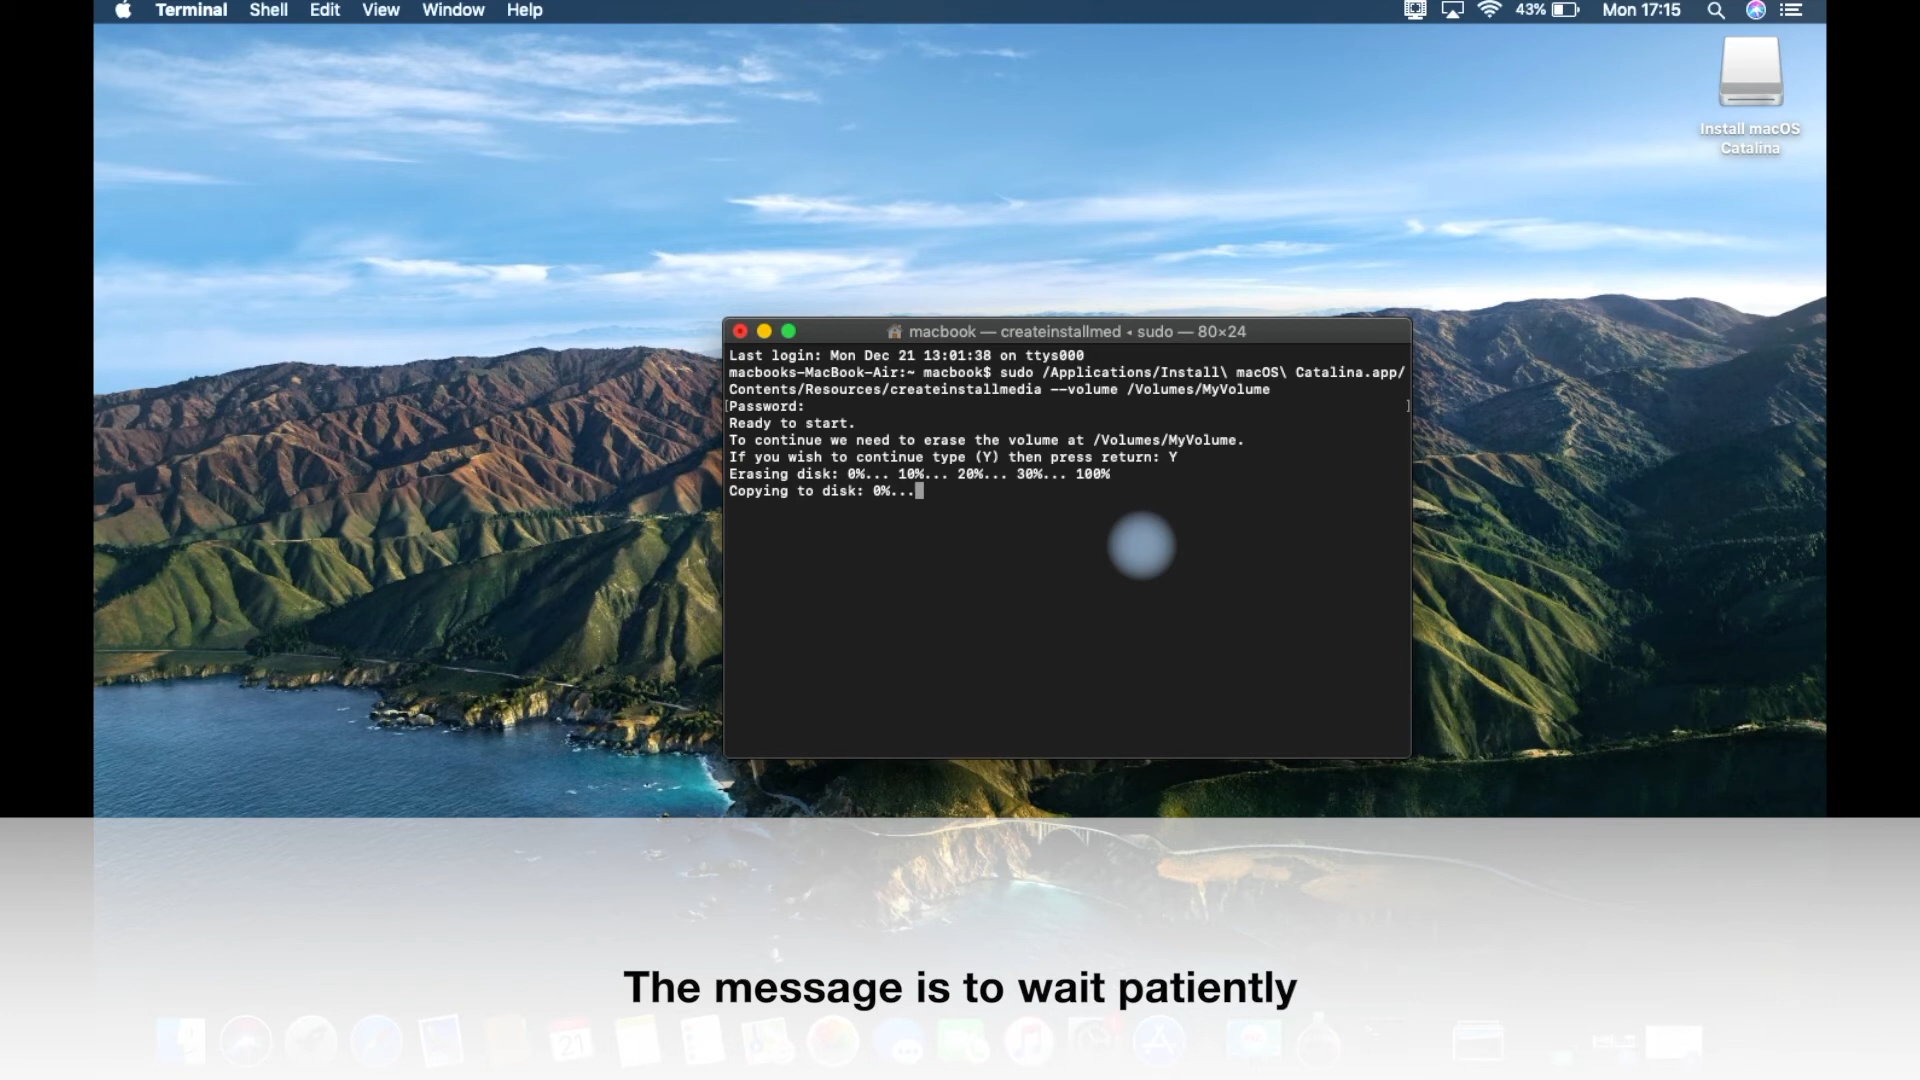 Terminal Shell Edit View Window Help 43% Mon 17:15
Install macOS
Catalina
macbook — createinstallmed ◂ sudo — 80×24
Last login: Mon Dec 21 13:01:38 on ttys000
macbooks-MacBook-Air:~ macbook$ sudo /Applications/Install\ macOS\ Catalina.app/
Contents/Resources/createinstallmedia --volume /Volumes/MyVolume
[Password: ]
Ready to start.
To continue we need to erase the volume at /Volumes/MyVolume.
If you wish to continue type (Y) then press return: Y
Erasing disk: 0%... 10%... 20%... 30%... 100%
Copying to disk: 0%...
The message is to wait patiently
21